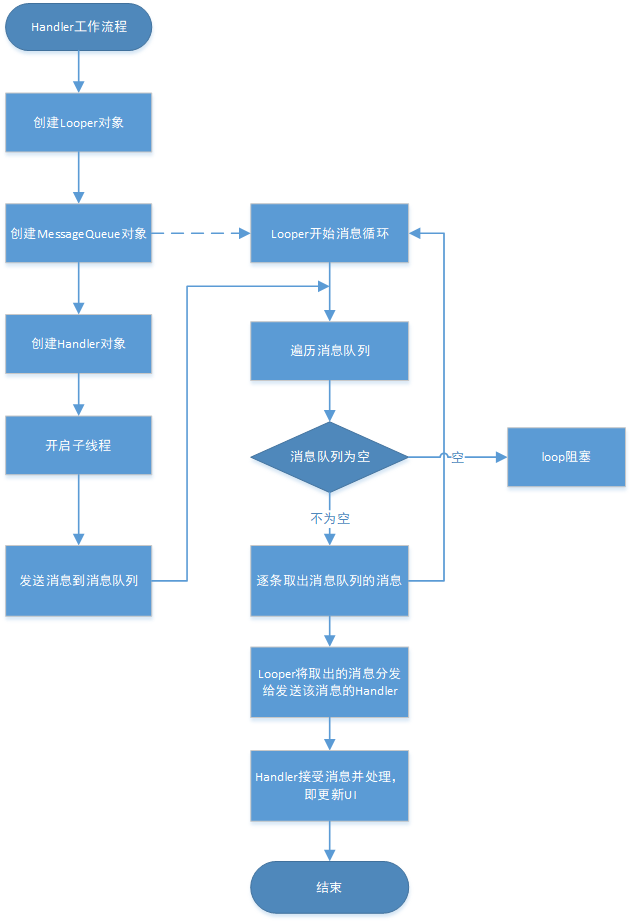 Handler工作流程
创建Looper对象
创建MessageQueue对象
创建Handler对象
开启子线程
发送消息到消息队列
Looper开始消息循环
遍历消息队列
消息队列为空
空
loop阻塞
不为空
逐条取出消息队列的消息
Looper将取出的消息分发
给发送该消息的Handler
Handler接受消息并处理，
即更新UI
结束